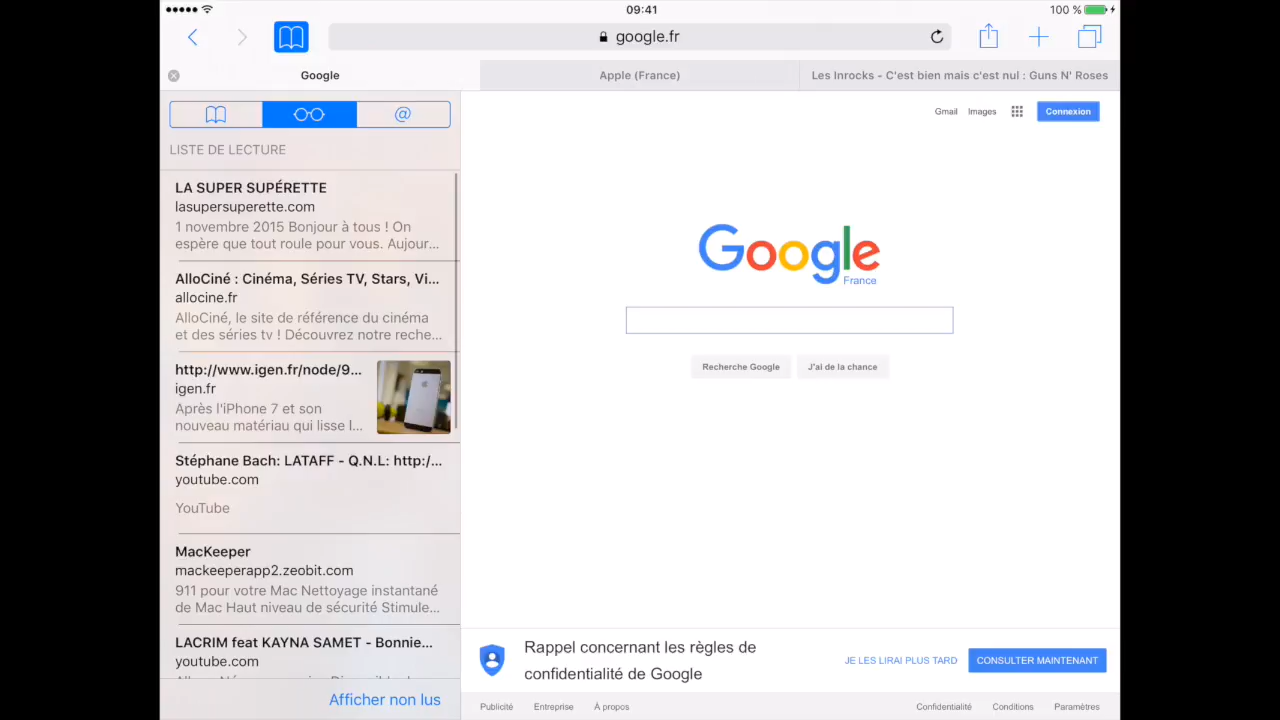 09:41
100 %
google.fr
Google
Apple (France)
Les Inrocks - C'est bien mais c'est nul : Guns N' Roses
@
LISTE DE LECTURE
LA SUPER SUPÉRETTE
lasupersuperette.com
1 novembre 2015 Bonjour à tous ! On
espère que tout roule pour vous. Aujour...
AlloCiné : Cinéma, Séries TV, Stars, Vi...
allocine.fr
AlloCiné, le site de référence du cinéma
et des séries tv ! Découvrez notre reche...
http://www.igen.fr/node/9...
igen.fr
Après l'iPhone 7 et son
nouveau matériau qui lisse l...
Stéphane Bach: LATAFF - Q.N.L: http:/...
youtube.com
YouTube
MacKeeper
mackeeperapp2.zeobit.com
911 pour votre Mac Nettoyage instantané
de Mac Haut niveau de sécurité Stimule...
LACRIM feat KAYNA SAMET - Bonnie...
youtube.com
Afficher non lus
Gmail
Images
Connexion
Google
France
Recherche Google
J'ai de la chance
Rappel concernant les règles de
confidentialité de Google
JE LES LIRAI PLUS TARD
CONSULTER MAINTENANT
Publicité
Entreprise
À propos
Confidentialité
Conditions
Paramètres